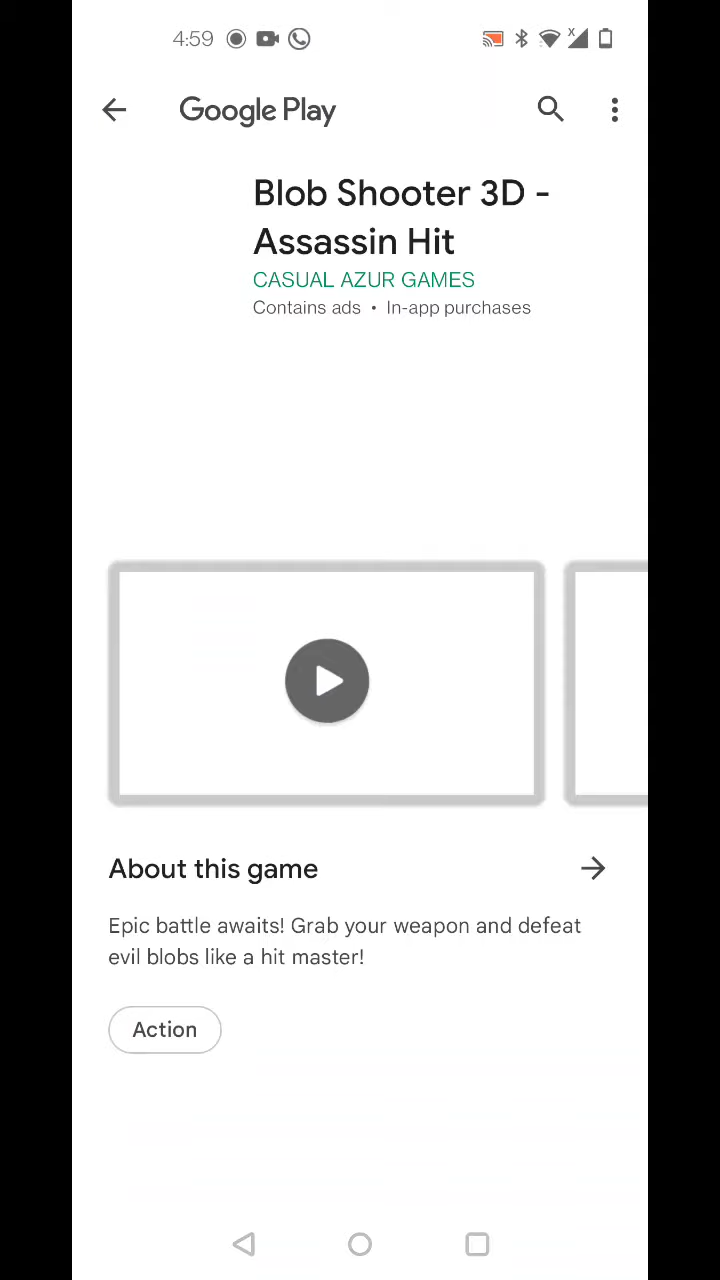 4:59
Google Play
Blob Shooter 3D -
Assassin Hit
CASUAL AZUR GAMES
Contains ads • In-app purchases
About this game
Epic battle awaits! Grab your weapon and defeat
evil blobs like a hit master!
Action